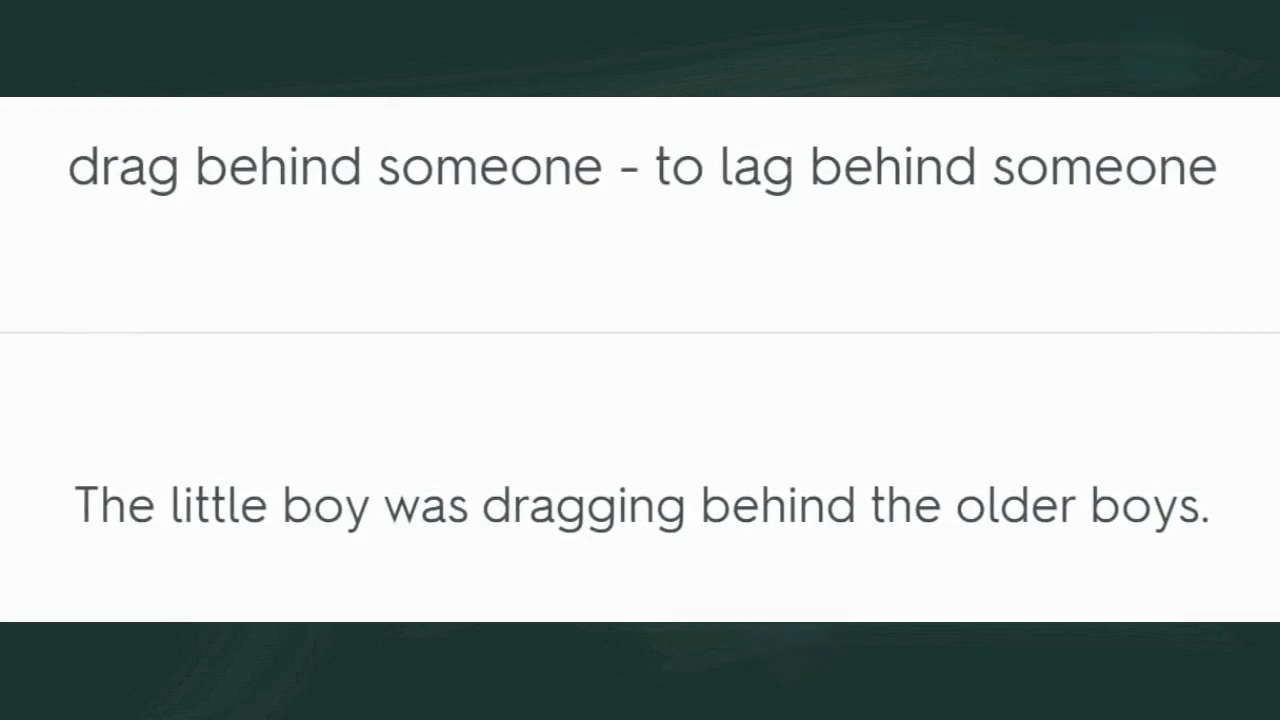 drag behind someone - to lag behind someone
The little boy was dragging behind the older boys.